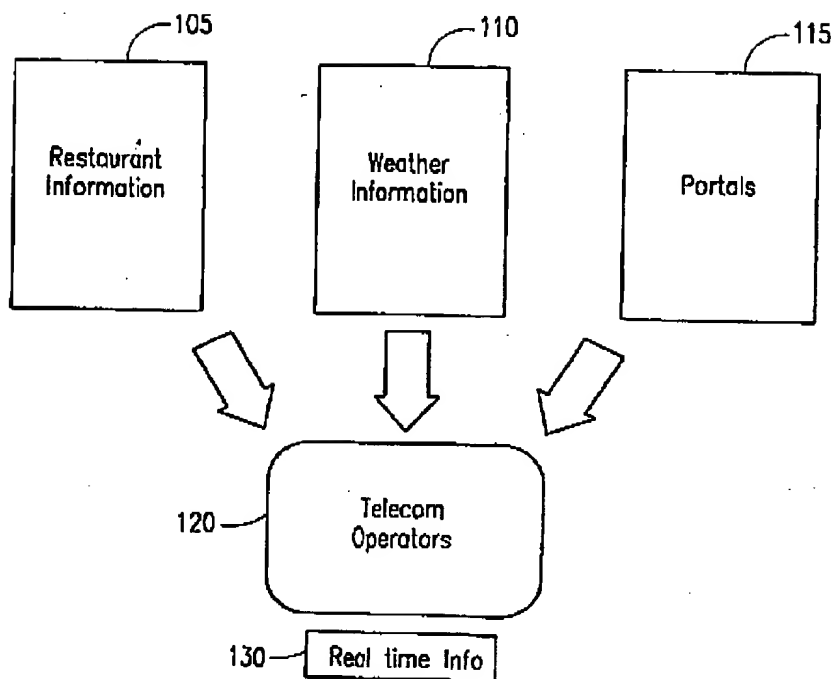 105
110
115
Restaurant
Information
Weather
Information
Portals
120
Telecom
Operators
130
Real time Info